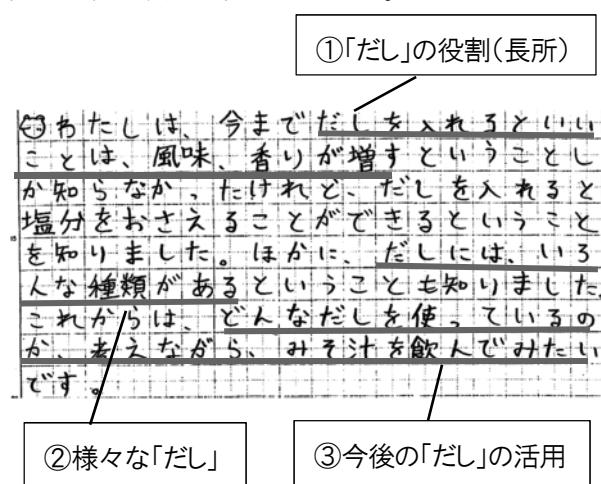 ①「だし」の役割(長所)
わたしは、今までだしを入れるといい
ことは、風味、香りが増すということし
か知らなかったけれど、だしを入れると
塩分をおさえることができるということ
を知りました。ほかに、だしには、いろ
んな種類があるということも知りました。
これからは、どんなだしを使っているの
か、考えながら、みそ汁を飲んでみたい
です。
②様々な「だし」
③今後の「だし」の活用